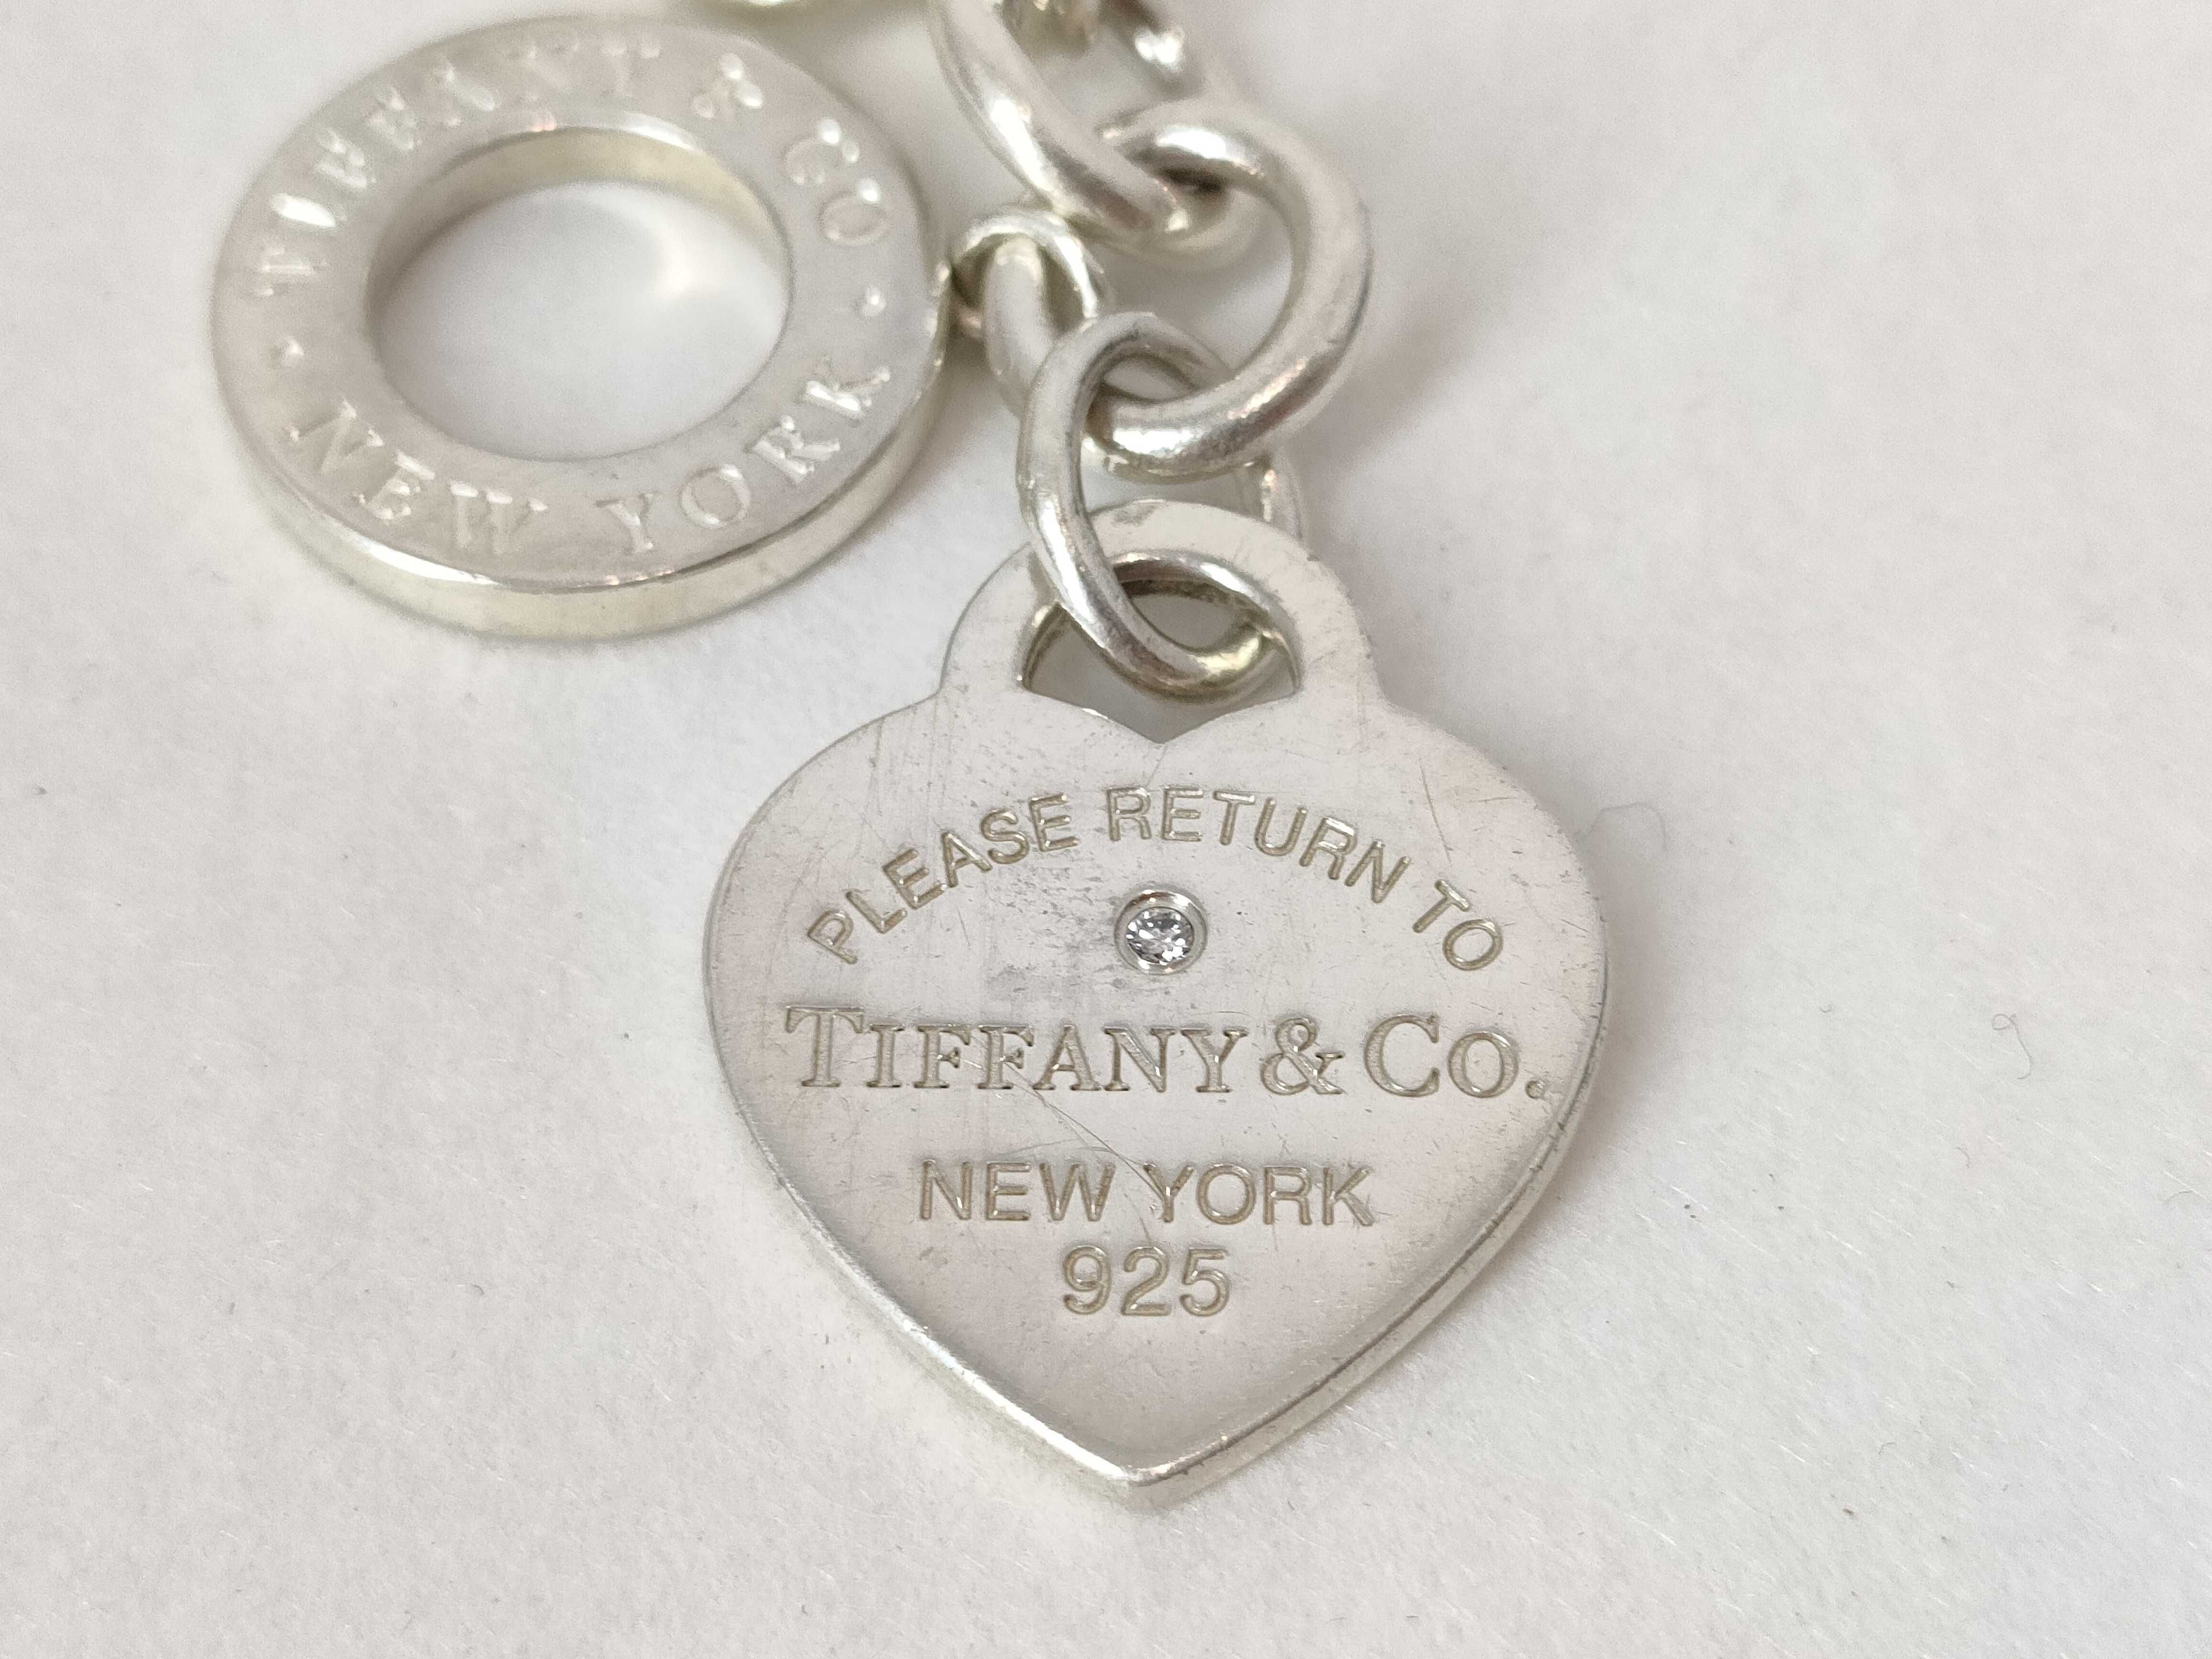 TIFFANY & CO
· NEW YORK ·
PLEASE RETURN TO
TIFFANY & CO.
NEW YORK
925